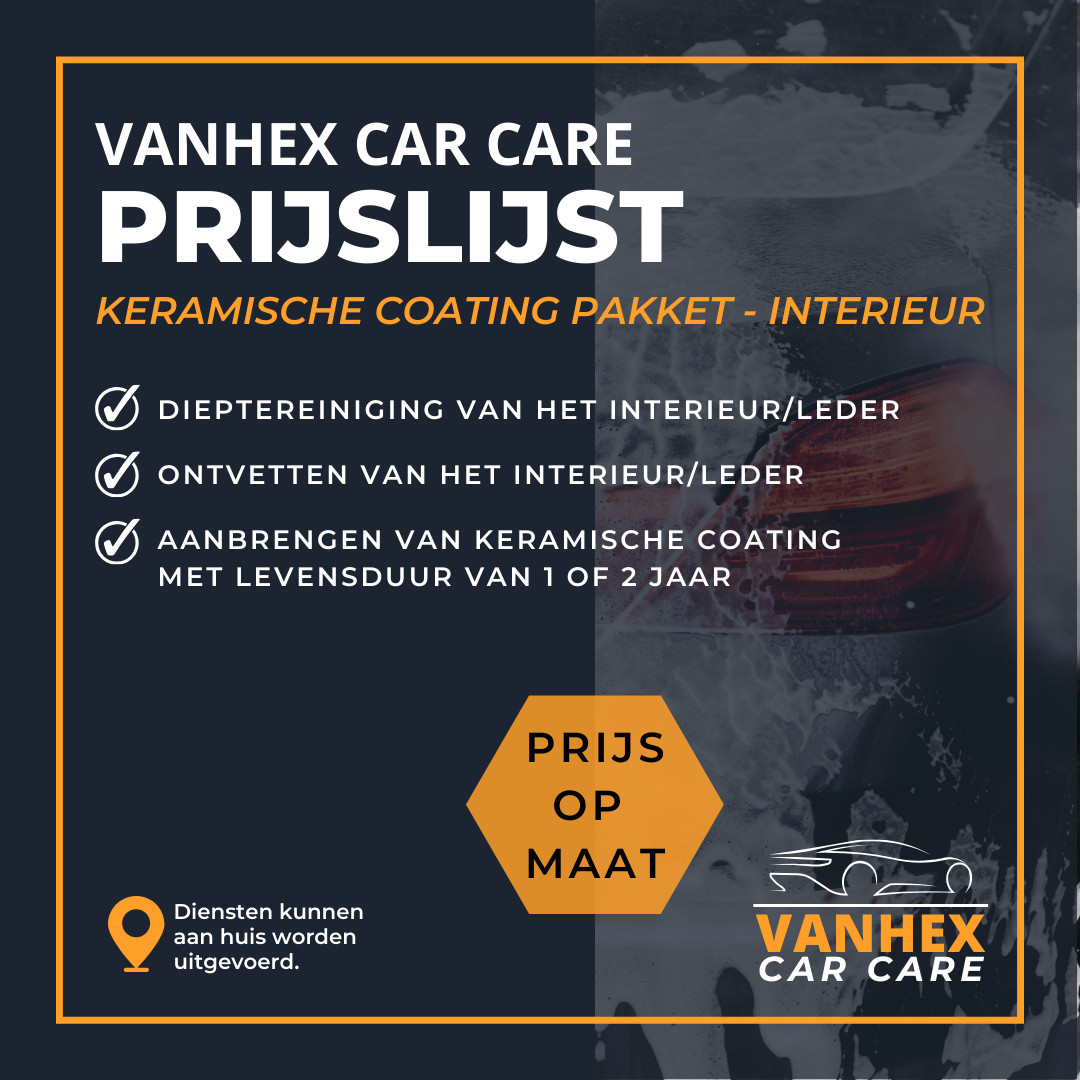 VANHEX CAR CARE
PRIJSLIJST
KERAMISCHE COATING PAKKET - INTERIEUR
DIEPTEREINIGING VAN HET INTERIEUR/LEDER
ONTVETTEN VAN HET INTERIEUR/LEDER
AANBRENGEN VAN KERAMISCHE COATING
MET LEVENSDUUR VAN 1 OF 2 JAAR
PRIJS
OP
MAAT
Diensten kunnen
aan huis worden
uitgevoerd.
VANHEX
CAR CARE